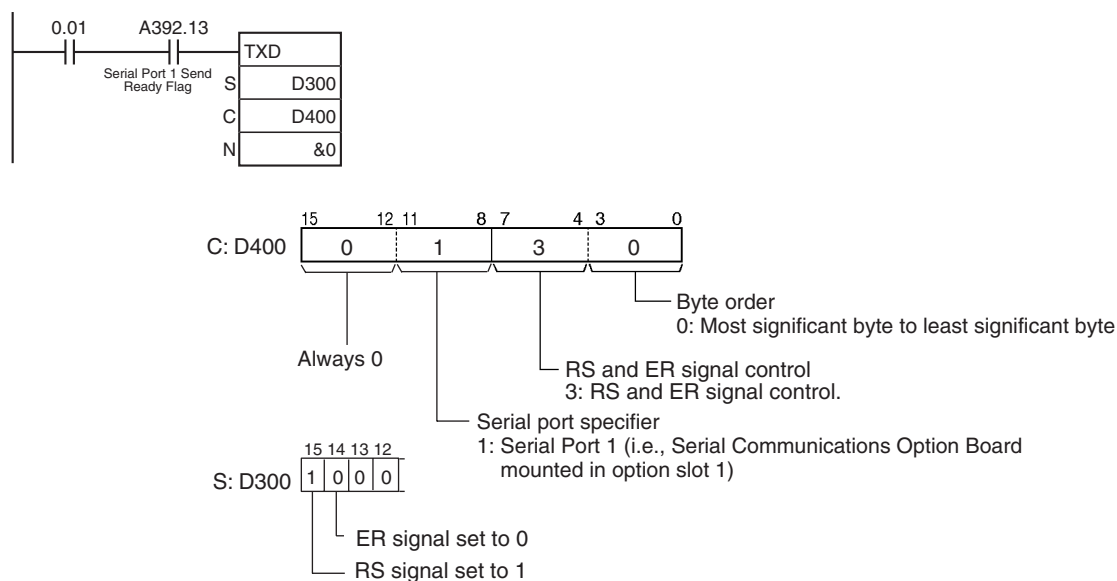 0.01 A392.13
TXD
Serial Port 1 Send
Ready Flag
S D300
C D400
N &0
15 12 11 8 7 4 3 0
C: D400 0 1 3 0
Byte order
0: Most significant byte to least significant byte
Always 0
RS and ER signal control
3: RS and ER signal control.
Serial port specifier
1: Serial Port 1 (i.e., Serial Communications Option Board
mounted in option slot 1)
15 14 13 12
S: D300 1 0 0 0
ER signal set to 0
RS signal set to 1